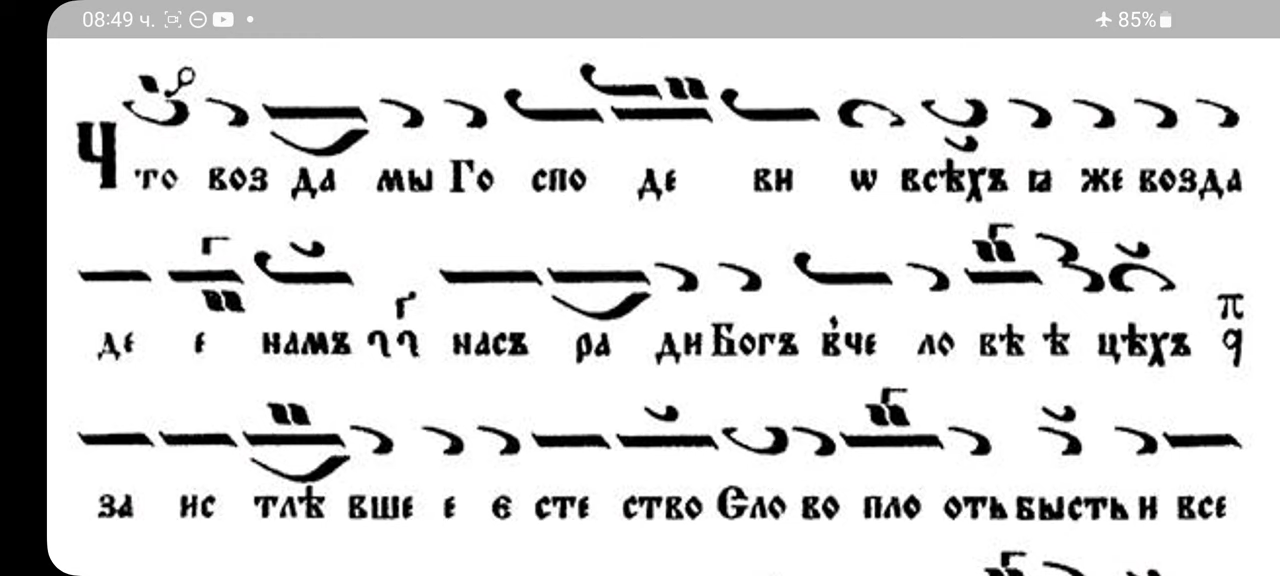 08:49 ч. 85%
Что воз да мы Го спо де ви ѡ всѣхъ ꙗ же возда
де е намъ насъ ра ди Богъ в че ло вѣ ѣ цѣхъ π q
за ис тлѣ вше е є сте ство Сло во пло оть бысть и все